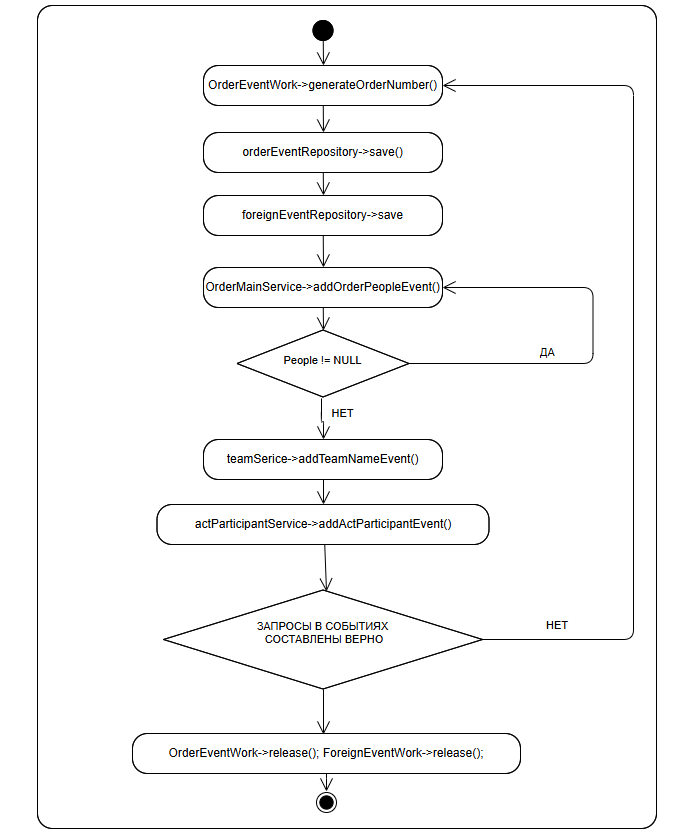 OrderEventWork->generateOrderNumber()
orderEventRepository->save()
foreignEventRepository->save
OrderMainService->addOrderPeopleEvent()
People != NULL
ДА
НЕТ
teamSerice->addTeamNameEvent()
actParticipantService->addActParticipantEvent()
ЗАПРОСЫ В СОБЫТИЯХ
СОСТАВЛЕНЫ ВЕРНО
НЕТ
OrderEventWork->release(); ForeignEventWork->release();